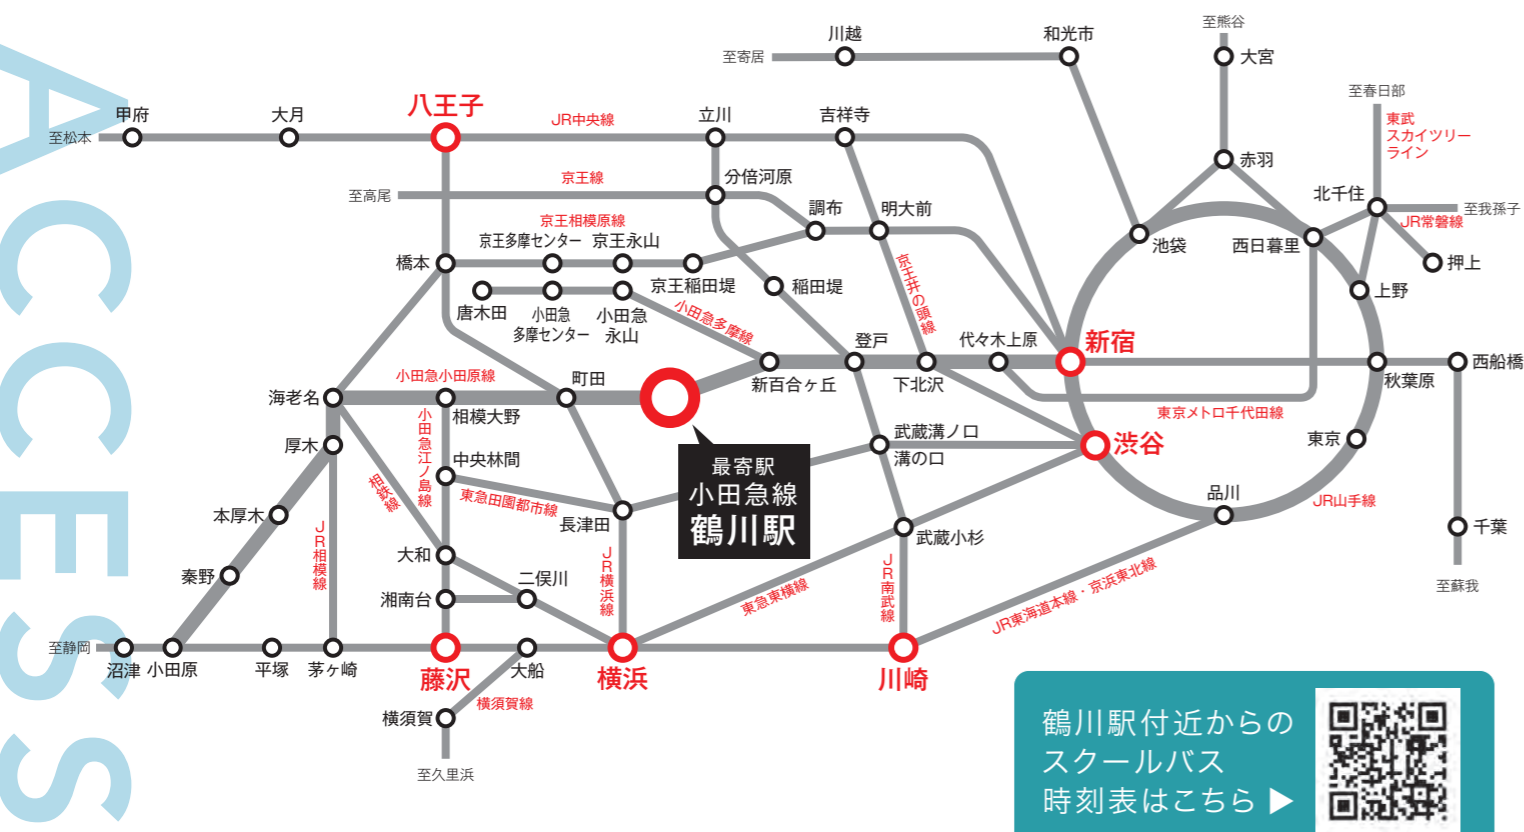 ACCESS
至熊谷
川越
和光市
至寄居
大宮
至春日部
東武
スカイツリー
ライン
甲府
大月
八王子
JR中央線
立川
吉祥寺
至松本
赤羽
分倍河原
京王線
至高尾
北千住
至我孫子
JR常磐線
調布
明大前
京王相模原線
京王多摩センター
京王永山
池袋
西日暮里
橋本
押上
京王稲田堤
稲田堤
上野
京王井の頭線
唐木田
小田急
多摩センター
小田急
永山
小田急多摩線
登戸
代々木上原
新宿
西船橋
新百合ヶ丘
下北沢
秋葉原
小田急小田原線
町田
海老名
相模大野
東京メトロ千代田線
小田急江ノ島線
武蔵溝ノ口
溝の口
渋谷
東京
厚木
中央林間
最寄駅
小田急線
鶴川駅
相鉄線
東急田園都市線
長津田
品川
JR山手線
本厚木
JR相模線
武蔵小杉
千葉
大和
JR横浜線
JR南武線
秦野
二俣川
東急東横線
JR東海道本線・京浜東北線
至蘇我
湘南台
至静岡
沼津
小田原
平塚
茅ヶ崎
藤沢
大船
横浜
川崎
横須賀線
横須賀
至久里浜
鶴川駅付近からの
スクールバス
時刻表はこちら ▶